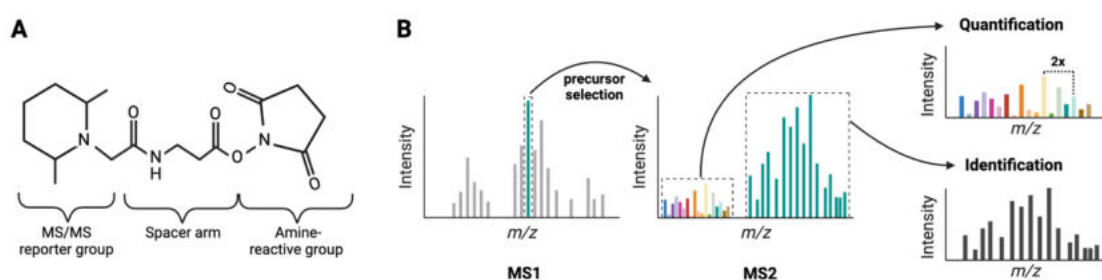 A
O
O
N
N
H
O
O
N
O
O
MS/MS
reporter group
Spacer arm
Amine-
reactive group
B
Intensity
m/z
MS1
precursor
selection
Intensity
m/z
MS2
Quantification
Intensity
2x
m/z
Identification
Intensity
m/z